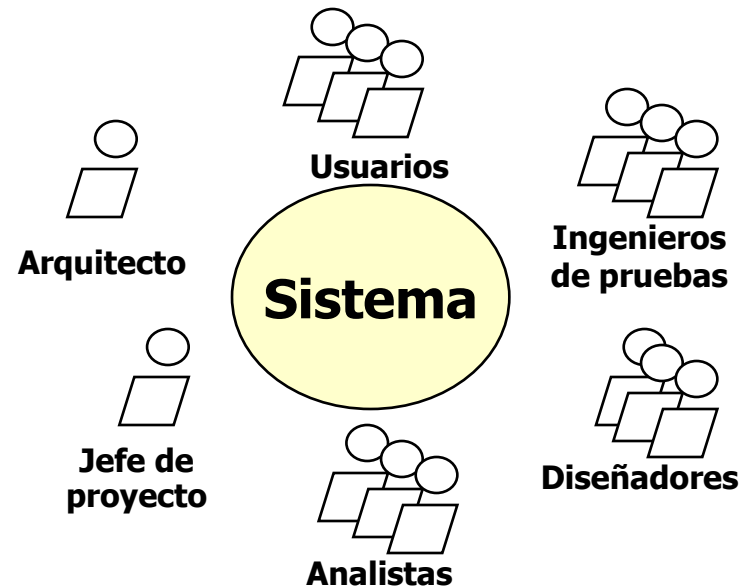 Usuarios
Arquitecto
Sistema
Ingenieros
de pruebas
Jefe de
proyecto
Diseñadores
Analistas